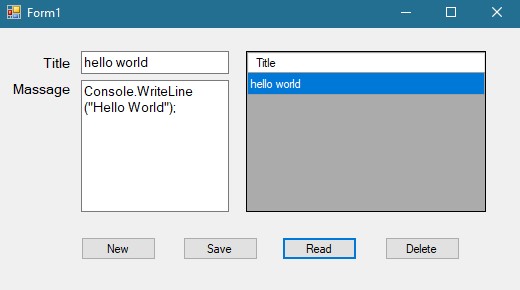 Form1
Title
hello world
Massage
Console.WriteLine
("Hello World");
Title
hello world
New
Save
Read
Delete